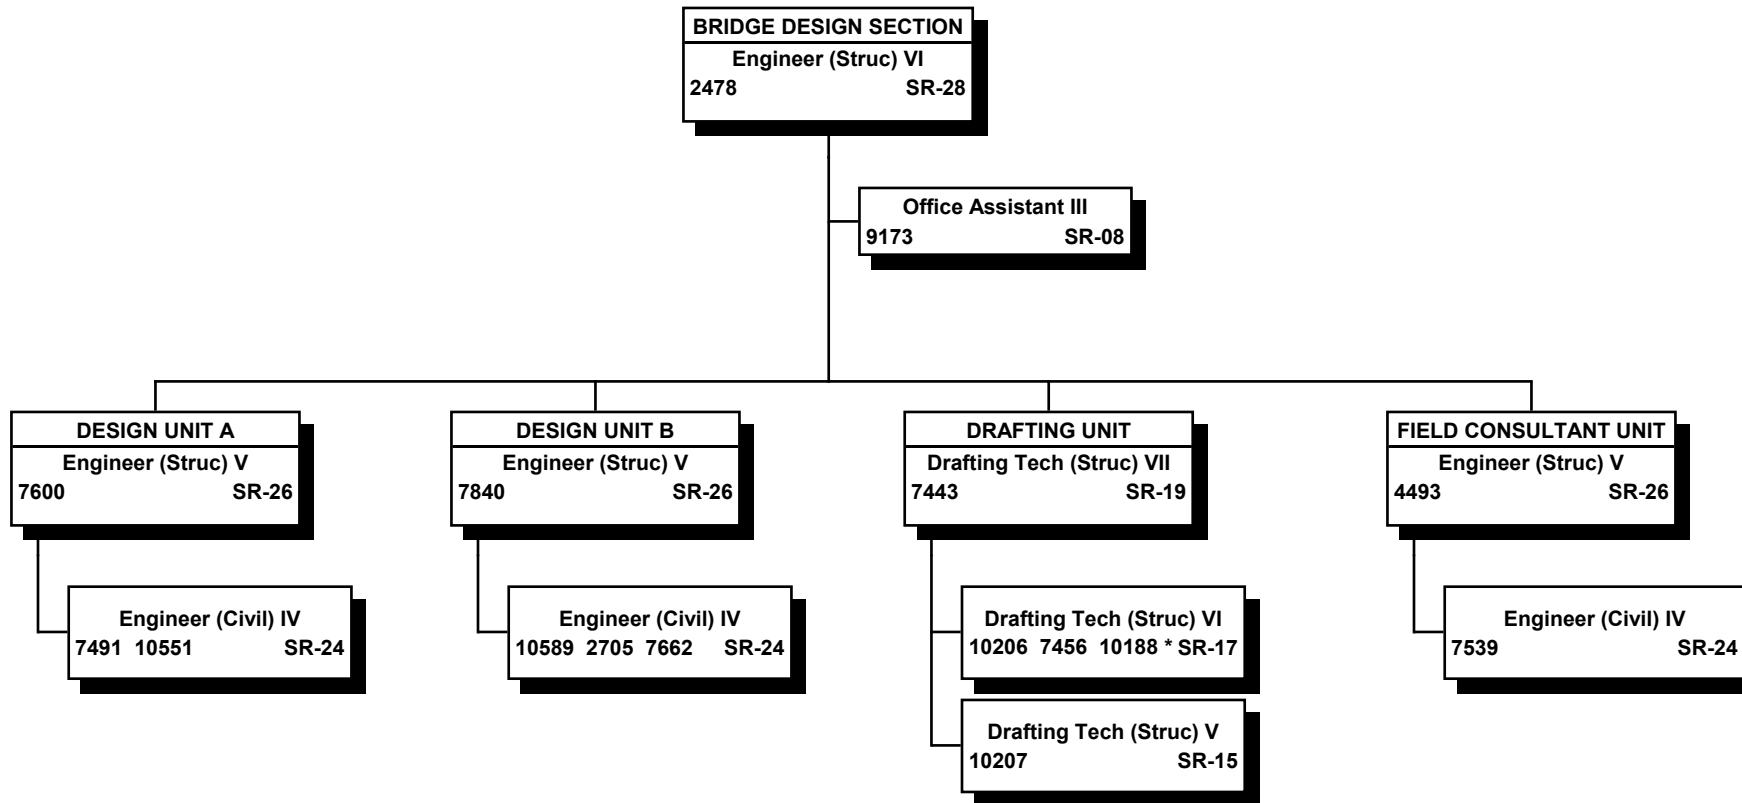 BRIDGE DESIGN SECTION
Engineer (Struc) VI
2478 SR-28
Office Assistant III
9173 SR-08
DESIGN UNIT A
Engineer (Struc) V
7600 SR-26
Engineer (Civil) IV
7491 10551 SR-24
DESIGN UNIT B
Engineer (Struc) V
7840 SR-26
Engineer (Civil) IV
10589 2705 7662 SR-24
DRAFTING UNIT
Drafting Tech (Struc) VII
7443 SR-19
Drafting Tech (Struc) VI
10206 7456 10188 * SR-17
Drafting Tech (Struc) V
10207 SR-15
FIELD CONSULTANT UNIT
Engineer (Struc) V
4493 SR-26
Engineer (Civil) IV
7539 SR-24